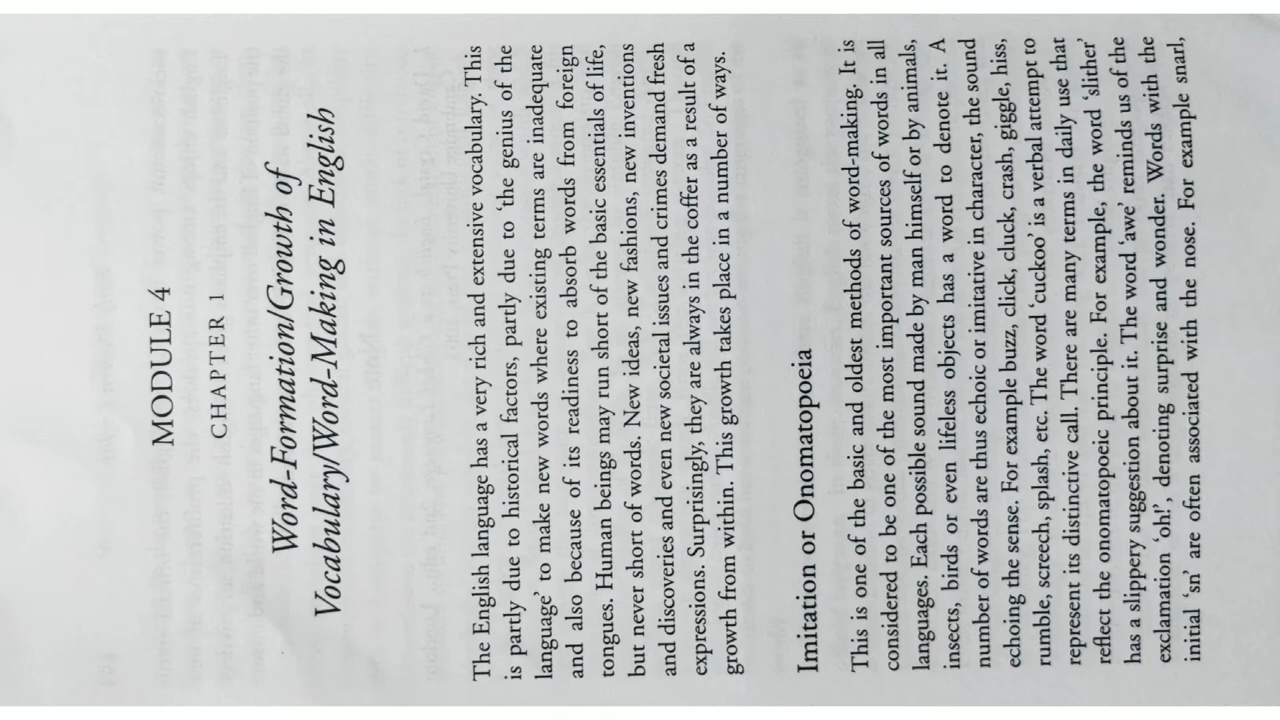 MODULE 4
CHAPTER 1
Word-Formation/Growth of
Vocabulary/Word-Making in English
The English language has a very rich and extensive vocabulary. This
is partly due to historical factors, partly due to 'the genius of the
language' to make new words where existing terms are inadequate
and also because of its readiness to absorb words from foreign
tongues. Human beings may run short of the basic essentials of life,
but never short of words. New ideas, new fashions, new inventions
and discoveries and even new societal issues and crimes demand fresh
expressions. Surprisingly, they are always in the coffer as a result of a
growth from within. This growth takes place in a number of ways.
Imitation or Onomatopoeia
This is one of the basic and oldest methods of word-making. It is
considered to be one of the most important sources of words in all
languages. Each possible sound made by man himself or by animals,
insects, birds or even lifeless objects has a word to denote it. A
number of words are thus echoic or imitative in character, the sound
echoing the sense. For example buzz, click, cluck, crash, giggle, hiss,
rumble, screech, splash, etc. The word 'cuckoo' is a verbal attempt to
represent its distinctive call. There are many terms in daily use that
reflect the onomatopoeic principle. For example, the word 'slither'
has a slippery suggestion about it. The word 'awe' reminds us of the
exclamation 'oh!', denoting surprise and wonder. Words with the
initial 'sn' are often associated with the nose. For example snarl,